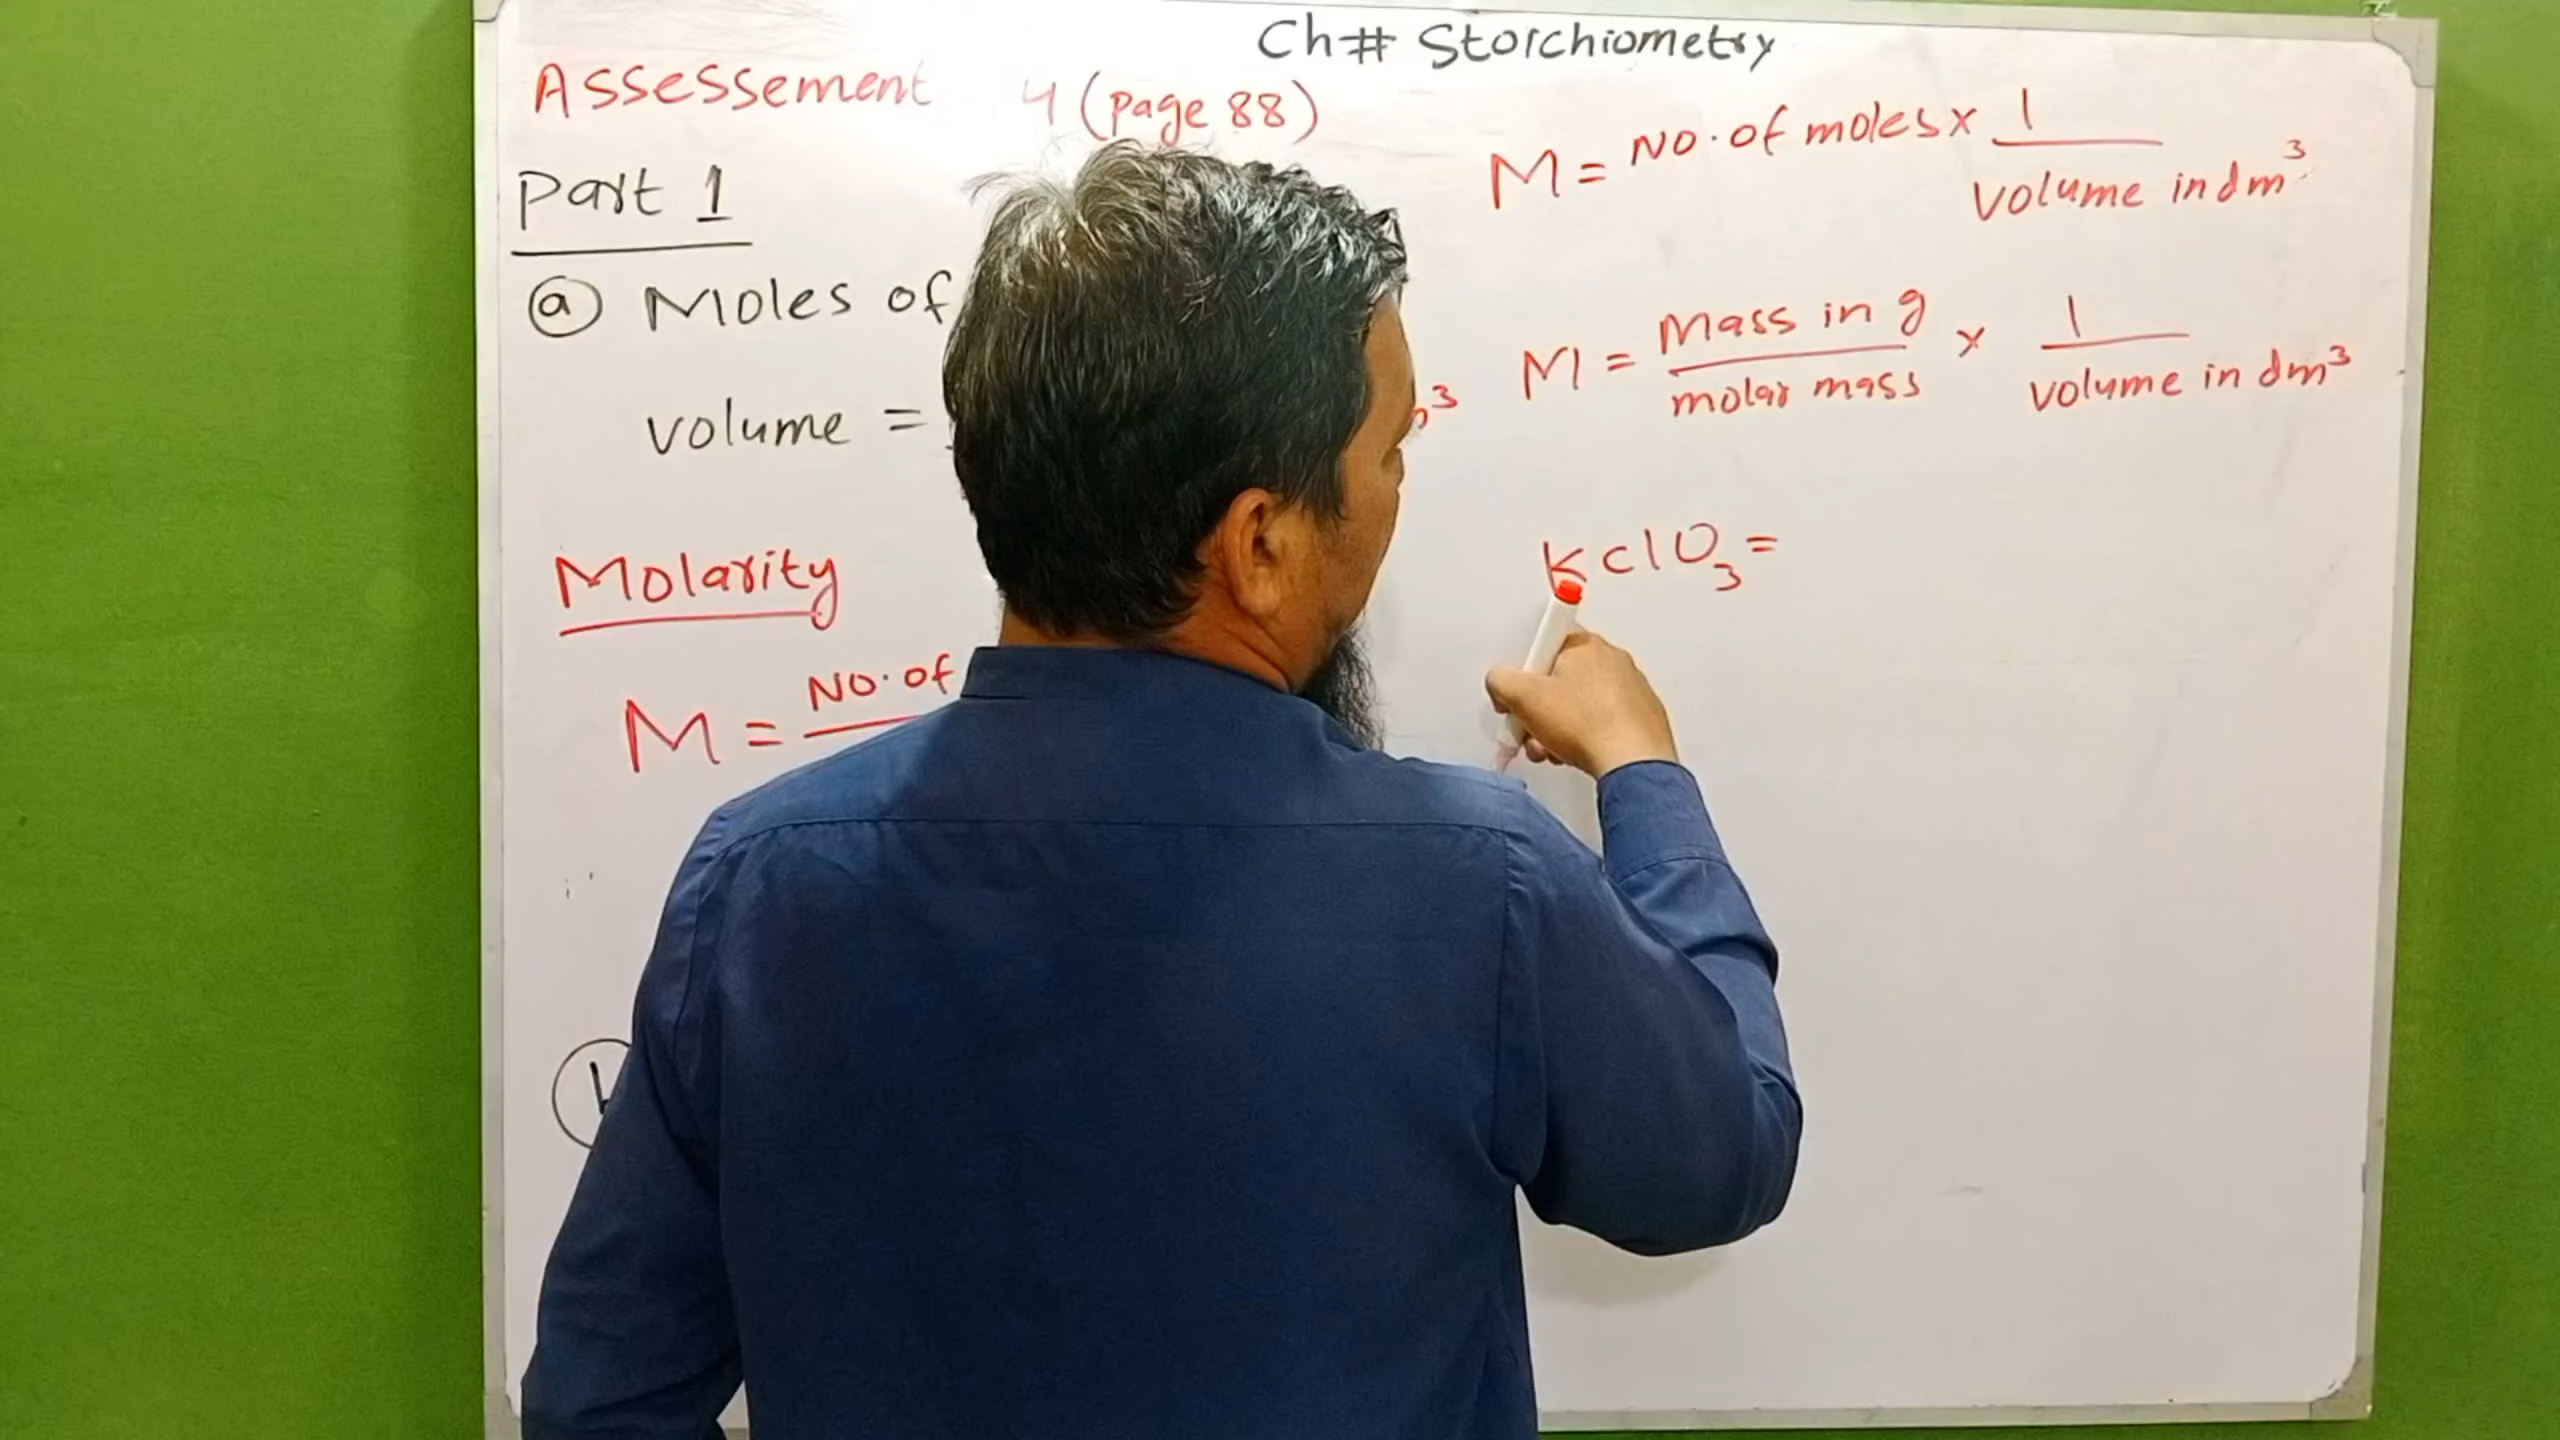 Ch# Stoichiometry
Assessement 4 (page 88)
Part 1
(a) Moles of
volume =
Molarity
M = No. of
M = No. of moles x 1
volume in dm³
M = Mass in g x 1
molar mass volume in dm³
KClO₃ =